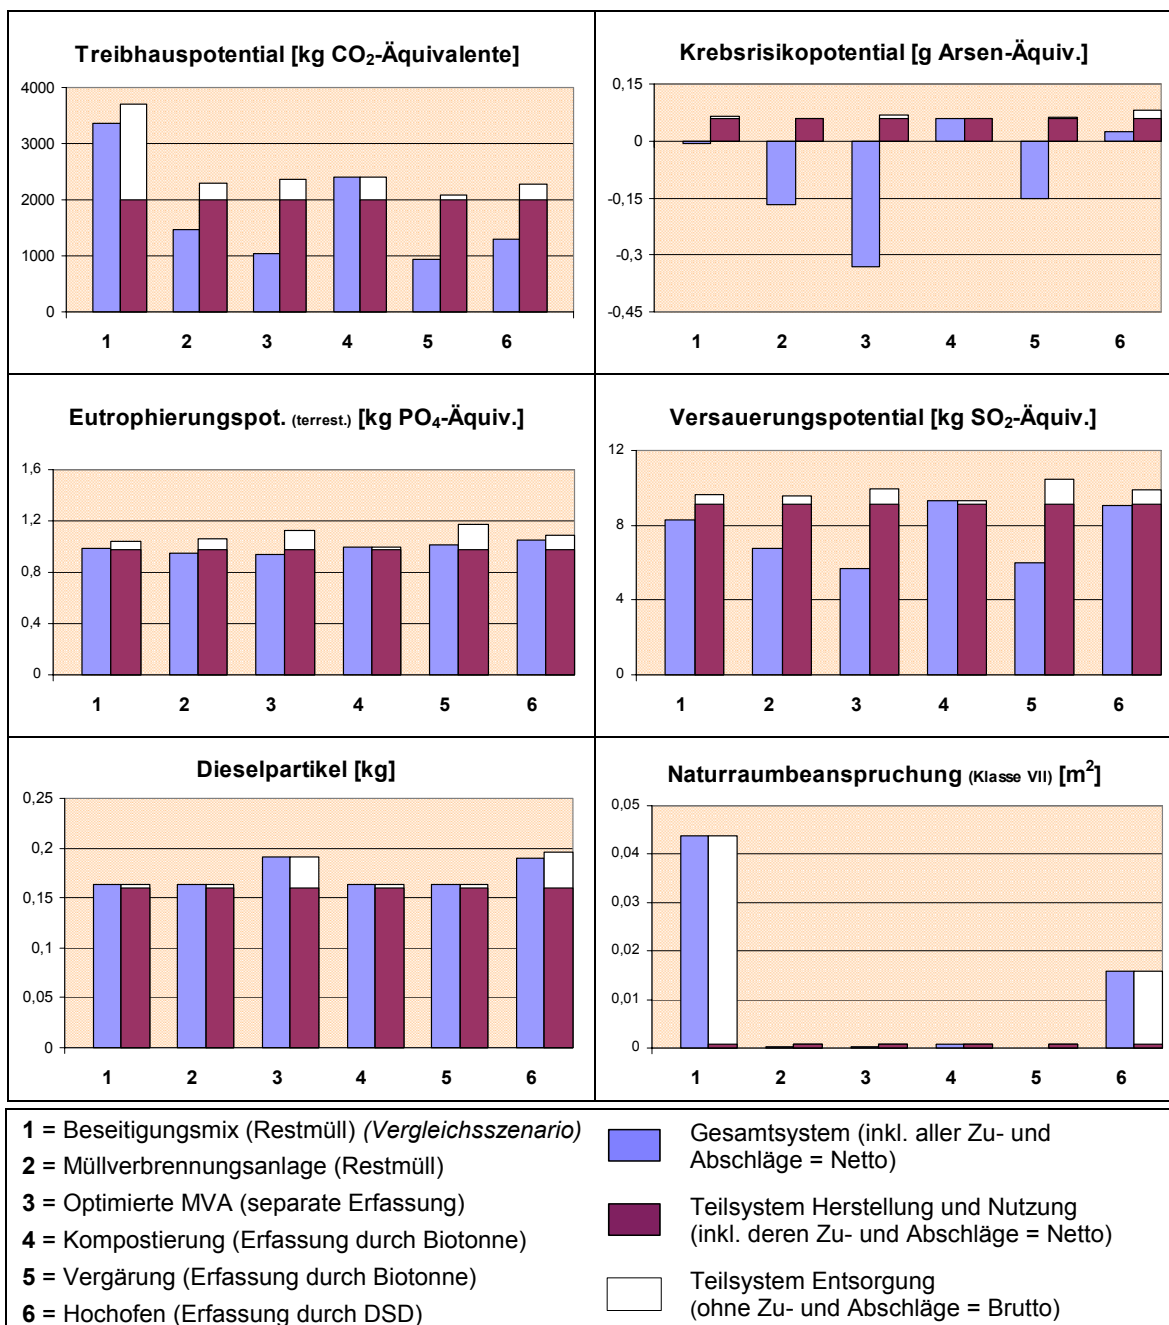 Treibhauspotential [kg CO₂-Äquivalente]
4000
3000
2000
1000
0
1 2 3 4 5 6
Krebsrisikopotential [g Arsen-Äquiv.]
0,15
0
-0,15
-0,3
-0,45
1 2 3 4 5 6
Eutrophierungspot. (terrest.) [kg PO₄-Äquiv.]
1,6
1,2
0,8
0,4
0
1 2 3 4 5 6
Versauerungspotential [kg SO₂-Äquiv.]
12
8
4
0
1 2 3 4 5 6
Dieselpartikel [kg]
0,25
0,2
0,15
0,1
0,05
0
1 2 3 4 5 6
Naturraumbeanspruchung (Klasse VII) [m²]
0,05
0,04
0,03
0,02
0,01
0
1 2 3 4 5 6
1 = Beseitigungsmix (Restmüll) (Vergleichsszenario)
2 = Müllverbrennungsanlage (Restmüll)
3 = Optimierte MVA (separate Erfassung)
4 = Kompostierung (Erfassung durch Biotonne)
5 = Vergärung (Erfassung durch Biotonne)
6 = Hochofen (Erfassung durch DSD)
Gesamtsystem (inkl. aller Zu- und
Abschläge = Netto)
Teilsystem Herstellung und Nutzung
(inkl. deren Zu- und Abschläge = Netto)
Teilsystem Entsorgung
(ohne Zu- und Abschläge = Brutto)